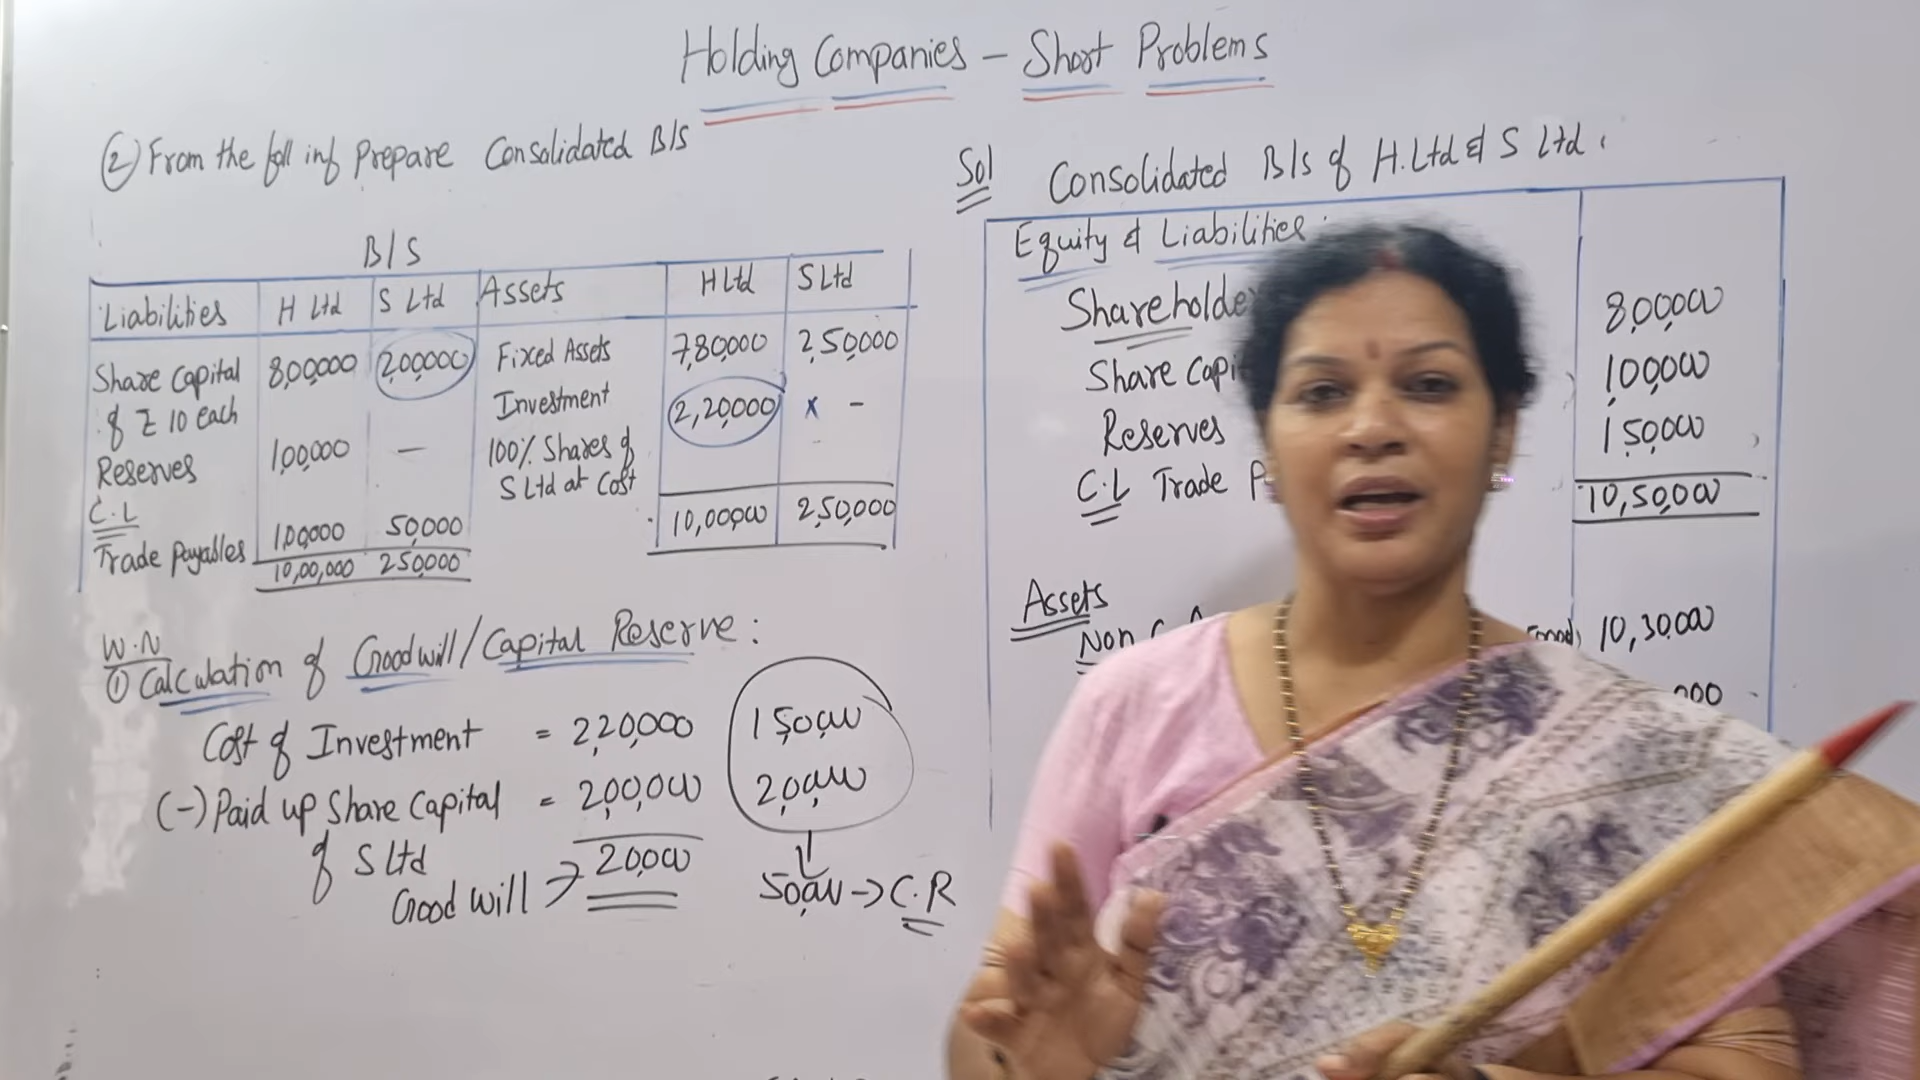 Holding Companies – Short Problems
② From the foll inf Prepare Consolidated B/S
B/S
Liabilities H Ltd S Ltd Assets H Ltd S Ltd
Share Capital 8,00,000 2,00,000 Fixed Assets 7,80,000 2,50,000
of ₹ 10 each Investment 2,20,000 x -
Reserves 1,00,000 — 100% Shares of
S Ltd at Cost
C.L 10,00,000 2,50,000
Trade Payables 1,00,000 50,000
10,00,000 250,000
W.N
① Calculation of Goodwill/Capital Reserve:
Cost of Investment = 2,20,000 1,50,000
(-) Paid up Share Capital = 2,00,000 2,00,000
of S Ltd
Good will → 20,000 50,000 → C.R
Sol Consolidated B/s of H.Ltd & S Ltd.
Equity & Liabilities:
8,00,000
Reserves 1,00,000
C.L Trade 1,50,000
10,50,000
Assets
Non 10,30,000